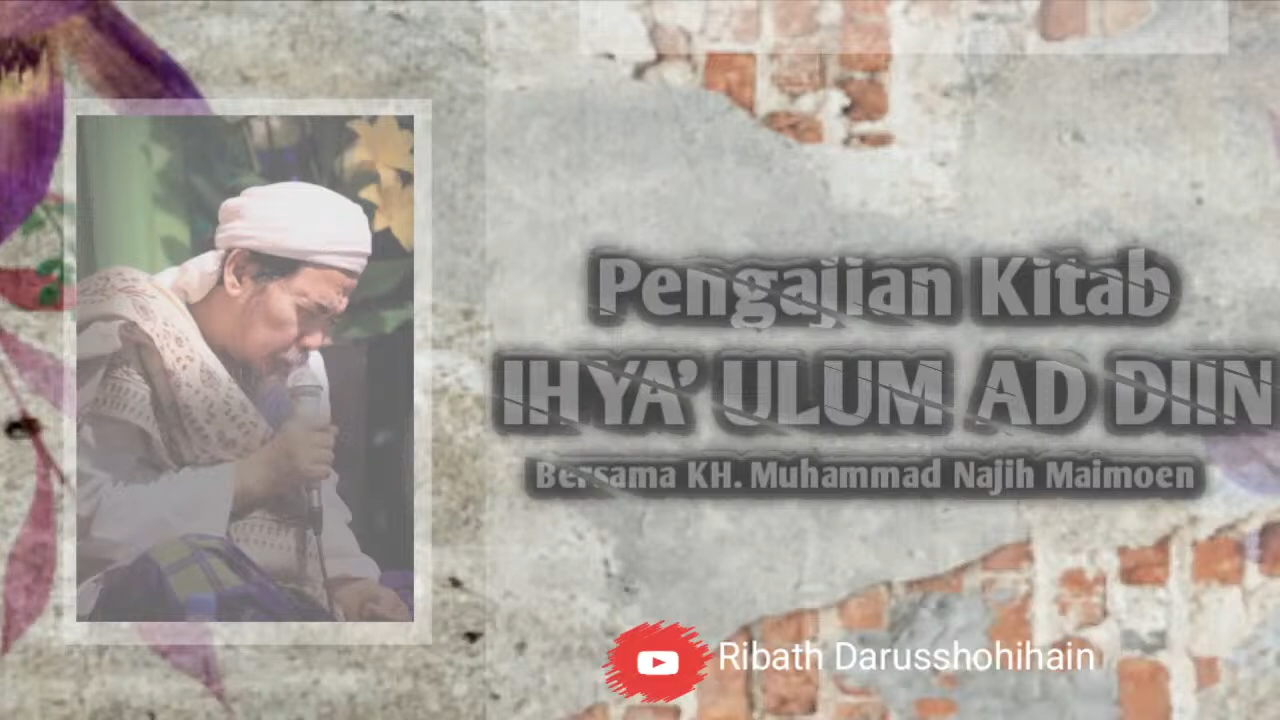 Pengajian Kitab
IHYA' ULUM AD DIIN
Bersama KH. Muhammad Najih Maimoen
Ribath Darusshohihain